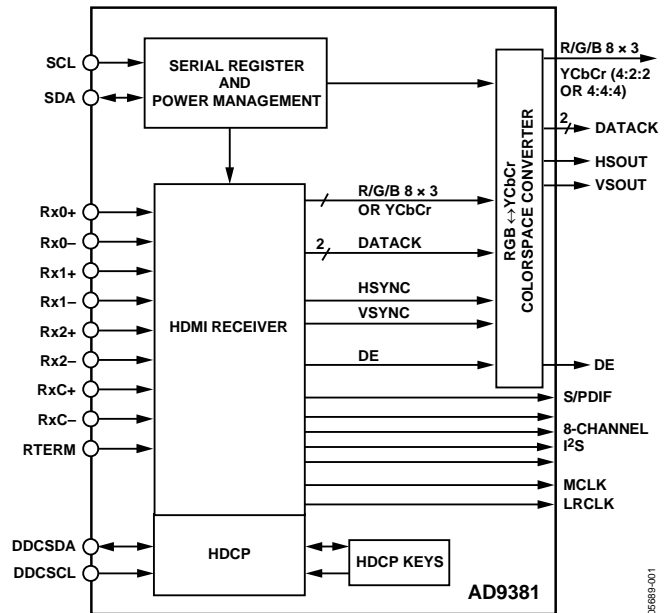 SCL
SDA
SERIAL REGISTER
AND
POWER MANAGEMENT
R/G/B 8 × 3
YCbCr (4:2:2
OR 4:4:4)
2
DATACK
HSOUT
VSOUT
RGB ↔ YCbCr
COLORSPACE CONVERTER
Rx0+
Rx0–
Rx1+
Rx1–
Rx2+
Rx2–
RxC+
RxC–
RTERM
HDMI RECEIVER
R/G/B 8 × 3
OR YCbCr
2
DATACK
HSYNC
VSYNC
DE
DE
S/PDIF
8-CHANNEL
I²S
MCLK
LRCLK
DDCSDA
DDCSCL
HDCP
HDCP KEYS
AD9381
05689-001